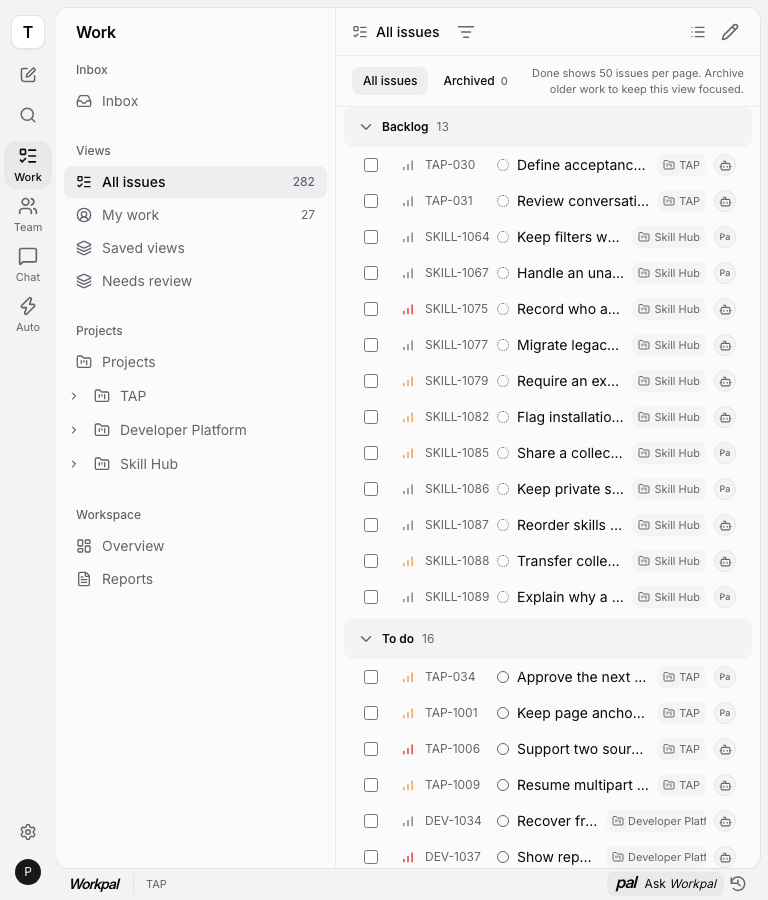 T
Work
Team
Chat
Auto
P
Work
Inbox
Inbox
Views
All issues 282
My work 27
Saved views
Needs review
Projects
Projects
TAP
Developer Platform
Skill Hub
Workspace
Overview
Reports
All issues
All issues Archived 0
Done shows 50 issues per page. Archive
older work to keep this view focused.
Backlog 13
TAP-030 Define acceptanc... TAP
TAP-031 Review conversati... TAP
SKILL-1064 Keep filters w... Skill Hub Pa
SKILL-1067 Handle an una... Skill Hub Pa
SKILL-1075 Record who a... Skill Hub
SKILL-1077 Migrate legac... Skill Hub
SKILL-1079 Require an ex... Skill Hub
SKILL-1082 Flag installatio... Skill Hub
SKILL-1085 Share a collec... Skill Hub Pa
SKILL-1086 Keep private s... Skill Hub Pa
SKILL-1087 Reorder skills ... Skill Hub
SKILL-1088 Transfer colle... Skill Hub
SKILL-1089 Explain why a ... Skill Hub Pa
To do 16
TAP-034 Approve the next ... TAP Pa
TAP-1001 Keep page ancho... TAP Pa
TAP-1006 Support two sour... TAP
TAP-1009 Resume multipart ... TAP
DEV-1034 Recover fr... Developer Platf
DEV-1037 Show rep... Developer Platf
Workpal TAP
pal Ask Workpal